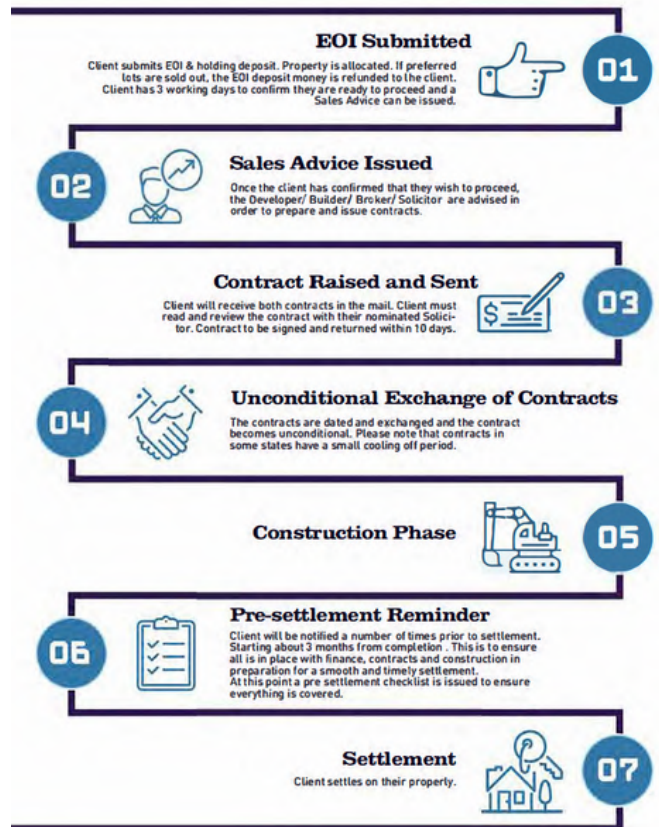 EOI Submitted
01
Client submits EOI & holding deposit. Property is allocated. If preferred
lots are sold out, the EOI deposit money is refunded to the client.
Client has 3 working days to confirm they are ready to proceed and a
Sales Advice can be issued.
02
Sales Advice Issued
Once the client has confirmed that they wish to proceed,
the Developer/ Builder/ Broker/ Solicitor are advised in
order to prepare and issue contracts.
Contract Raised and Sent
03
Client will receive both contracts in the mail. Client must
read and review the contract with their nominated Solici-
tor. Contract to be signed and returned within 10 days.
$
04
Unconditional Exchange of Contracts
The contracts are dated and exchanged and the contract
becomes unconditional. Please note that contracts in
some states have a small cooling off period.
Construction Phase
05
06
Pre-settlement Reminder
Client will be notified a number of times prior to settlement.
Starting about 3 months from completion . This is to ensure
all is in place with finance, contracts and construction in
preparation for a smooth and timely settlement.
At this point a pre settlement checklist is issued to ensure
everything is covered.
Settlement
07
Client settles on their property.